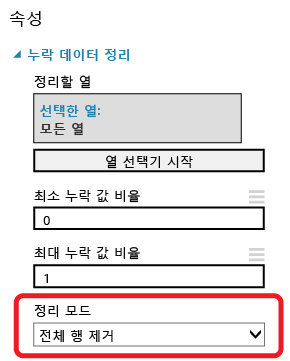 속성
누락 데이터 정리
정리할 열
선택한 열:
모든 열
열 선택기 시작
최소 누락 값 비율
0
최대 누락 값 비율
1
정리 모드
전체 행 제거